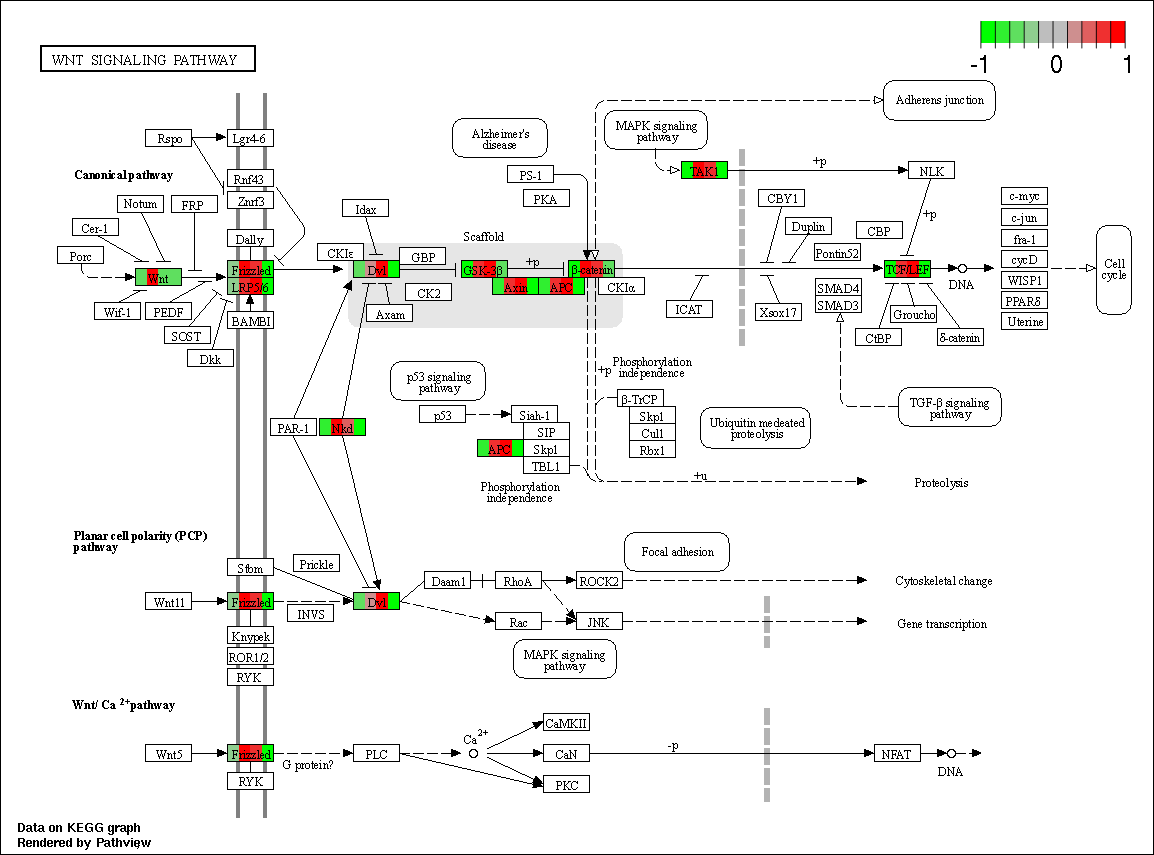 -1 0 1
WNT SIGNALING PATHWAY
Adherens junction
MAPK signaling
pathway
Alzheimer's
disease
Rspo
Lgr4-6
+p
TAK1
NLK
Canonical pathway
PS-1
PKA
Rnf43
Znrf3
Notum
FRP
Idax
CBY1
c-myc
Cer-1
Duplin
+p
CBP
c-jun
Dally
Scaffold
fra-1
Porc
CKIε
GBP
Pontin52
cycD
Wnt
Frizzled
Dvl
GSK-3β
+p
β-catenin
TCF/LEF
DNA
Cell
cycle
LRP5/6
Axin
APC
CKIα
SMAD4
SMAD3
WISP1
CK2
PPARδ
Wif-1
PEDF
BAMBI
Axam
ICAT
Xsox17
Groucho
Uterine
SOST
CtBP
δ-catenin
Dkk
p53 signaling
pathway
Phosphorylation
independence
+p
β-TrCP
Skp1
Cul1
Rbx1
TGF-β signaling
pathway
p53
Siah-1
SIP
Skp1
TBL1
APC
PAR-1
Nkd
Ubiquitin medeated
proteolysis
+u
Proteolysis
Phosphorylation
independence
Planar cell polarity (PCP)
pathway
Focal adhesion
Stbm
Prickle
Daam1
RhoA
ROCK2
Cytoskeletal change
Wnt11
Frizzled
INVS
Dvl
Rac
JNK
Gene transcription
Knypek
ROR1/2
RYK
MAPK signaling
pathway
Wnt/ Ca 2+pathway
CaMKII
Ca2+
Wnt5
Frizzled
G protein?
PLC
CaN
-p
NFAT
DNA
RYK
PKC
Data on KEGG graph
Rendered by Pathview